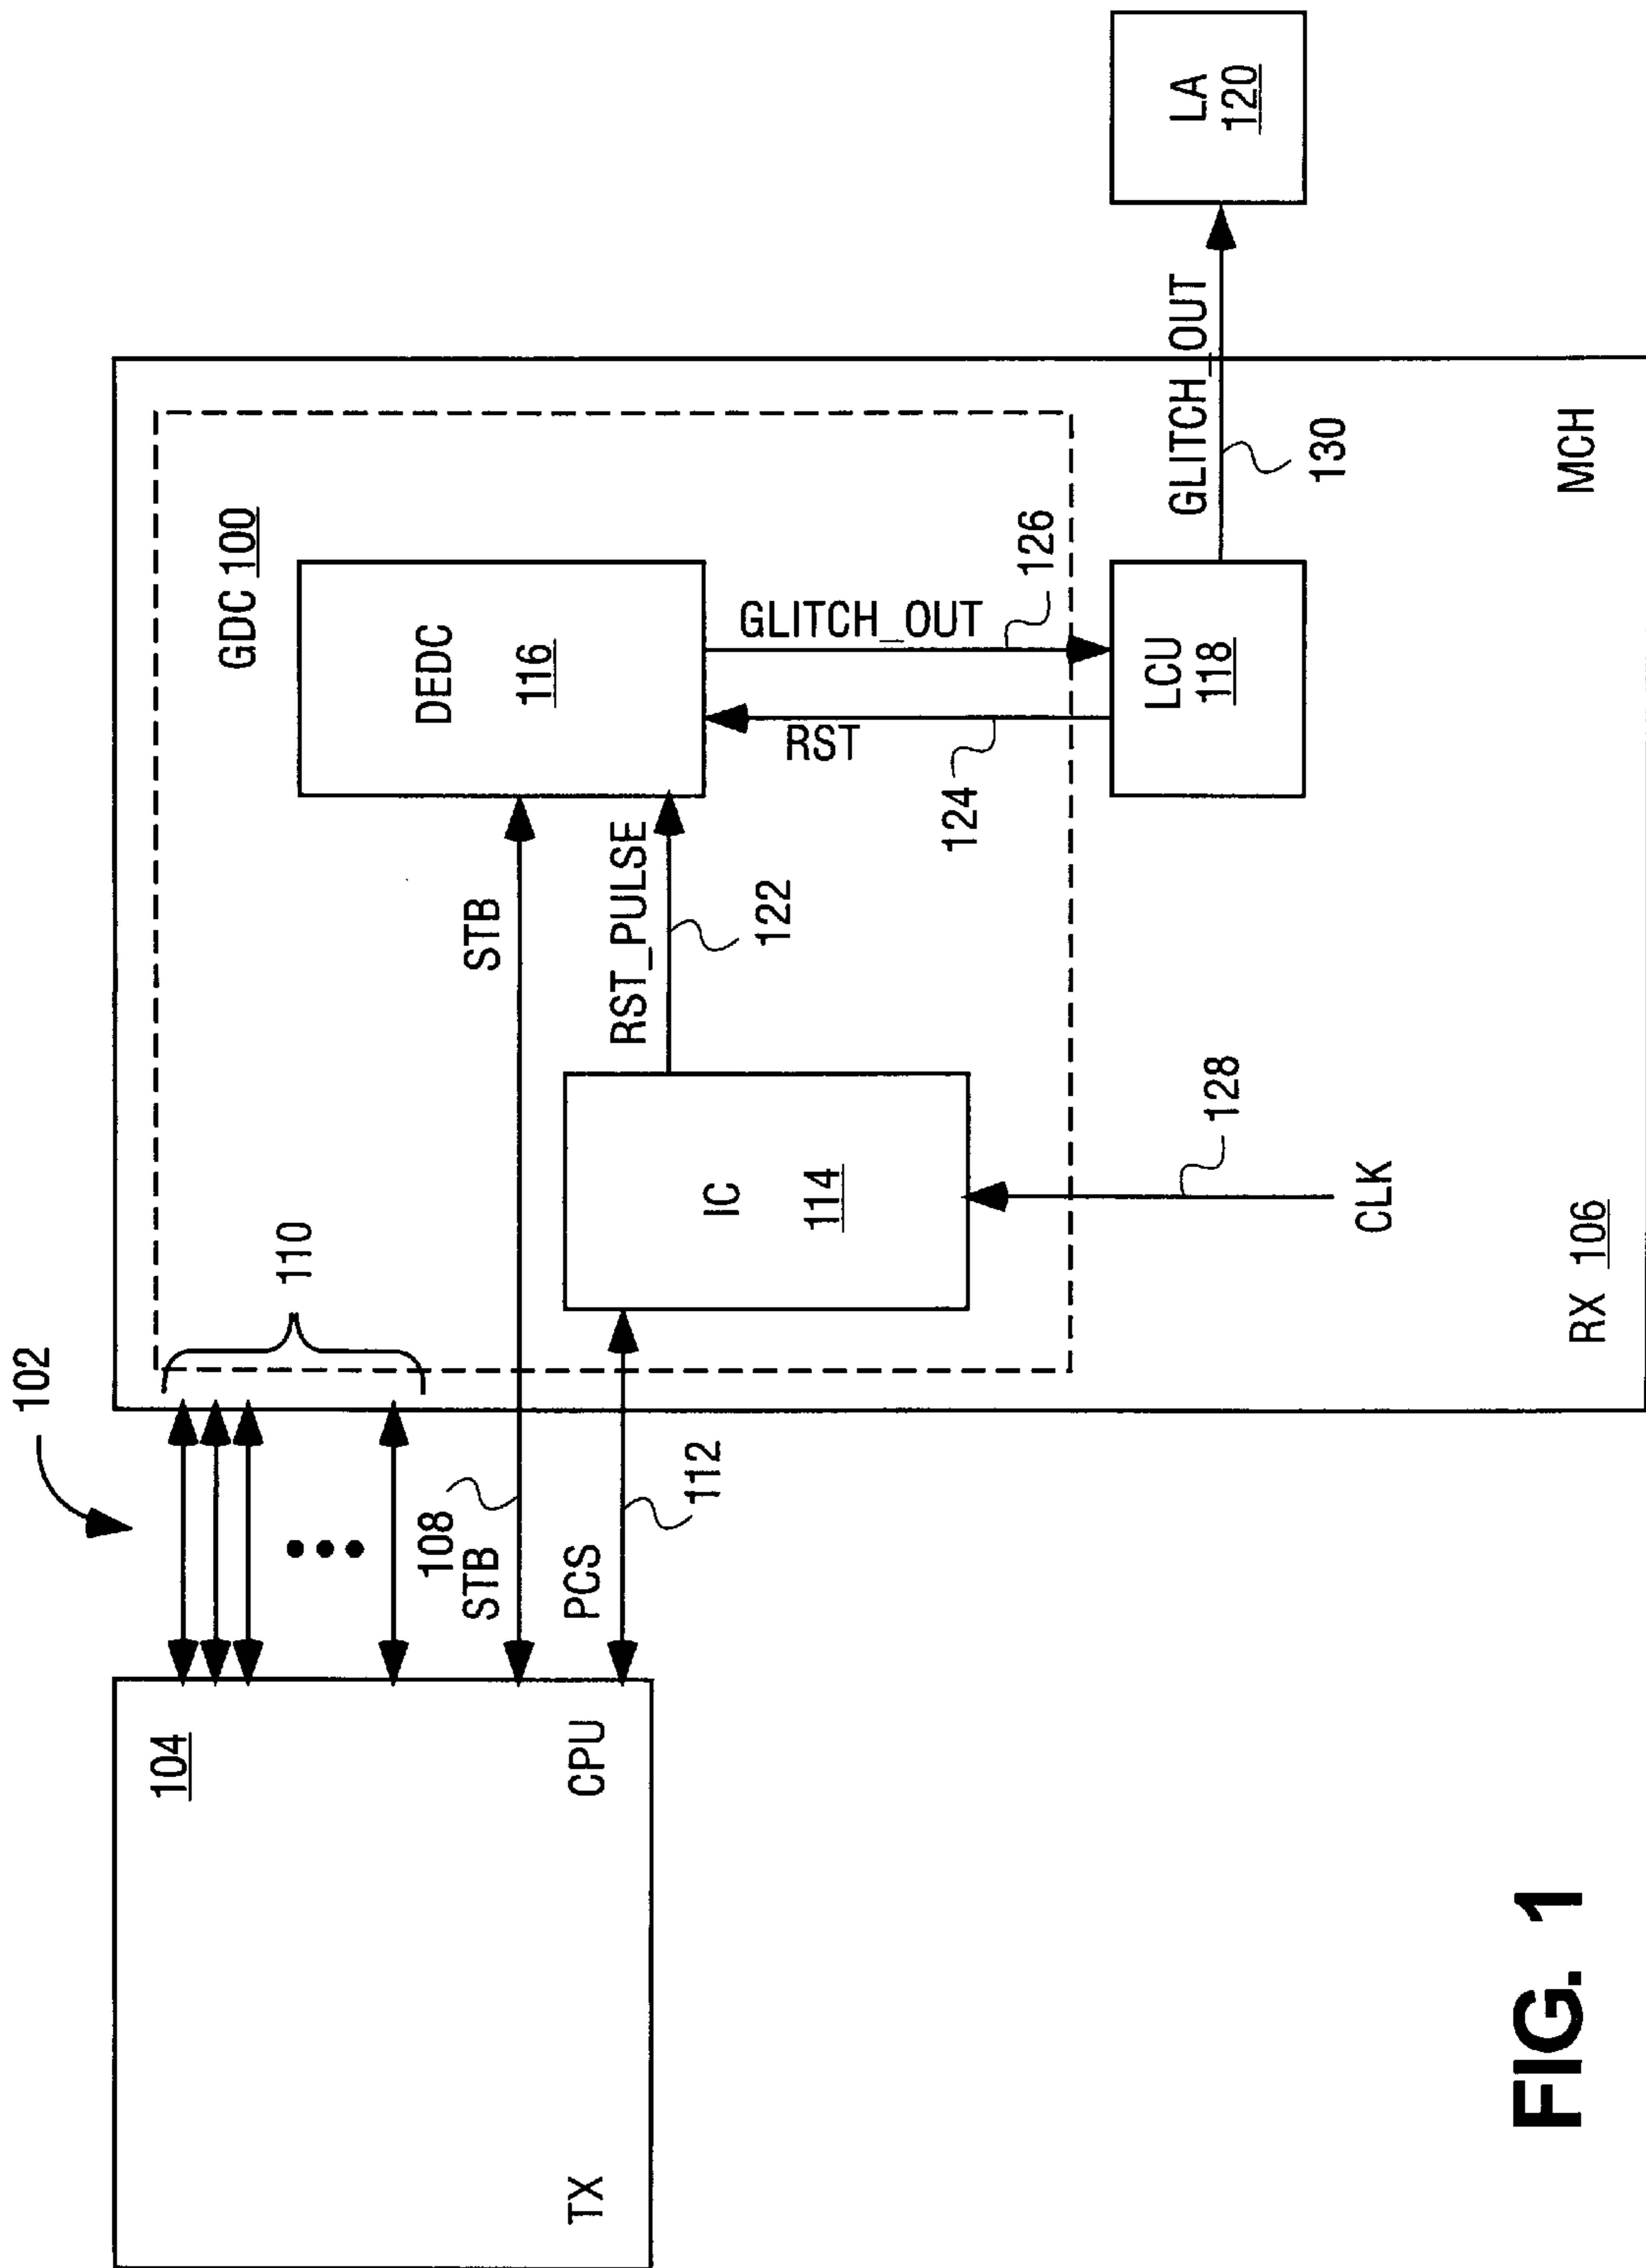 102
104
TX
CPU
110
108
STB
PCS
112
STB
GDC 100
IC
114
RST_PULSE
122
DEDC
116
GLITCH_OUT
126
RST
124
CLK
128
LCU
118
GLITCH_OUT
130
LA
120
RX 106
MCH
FIG. 1